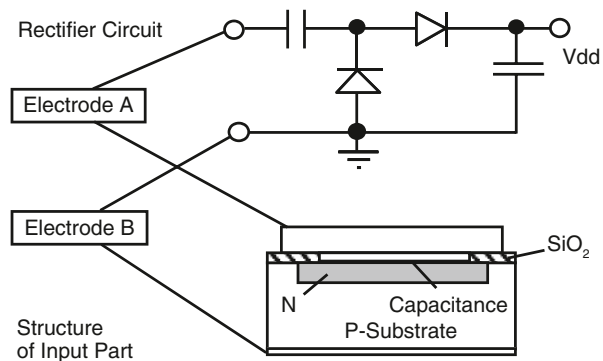 Rectifier Circuit
Vdd
Electrode A
Electrode B
SiO2
N
Capacitance
P-Substrate
Structure
of Input Part